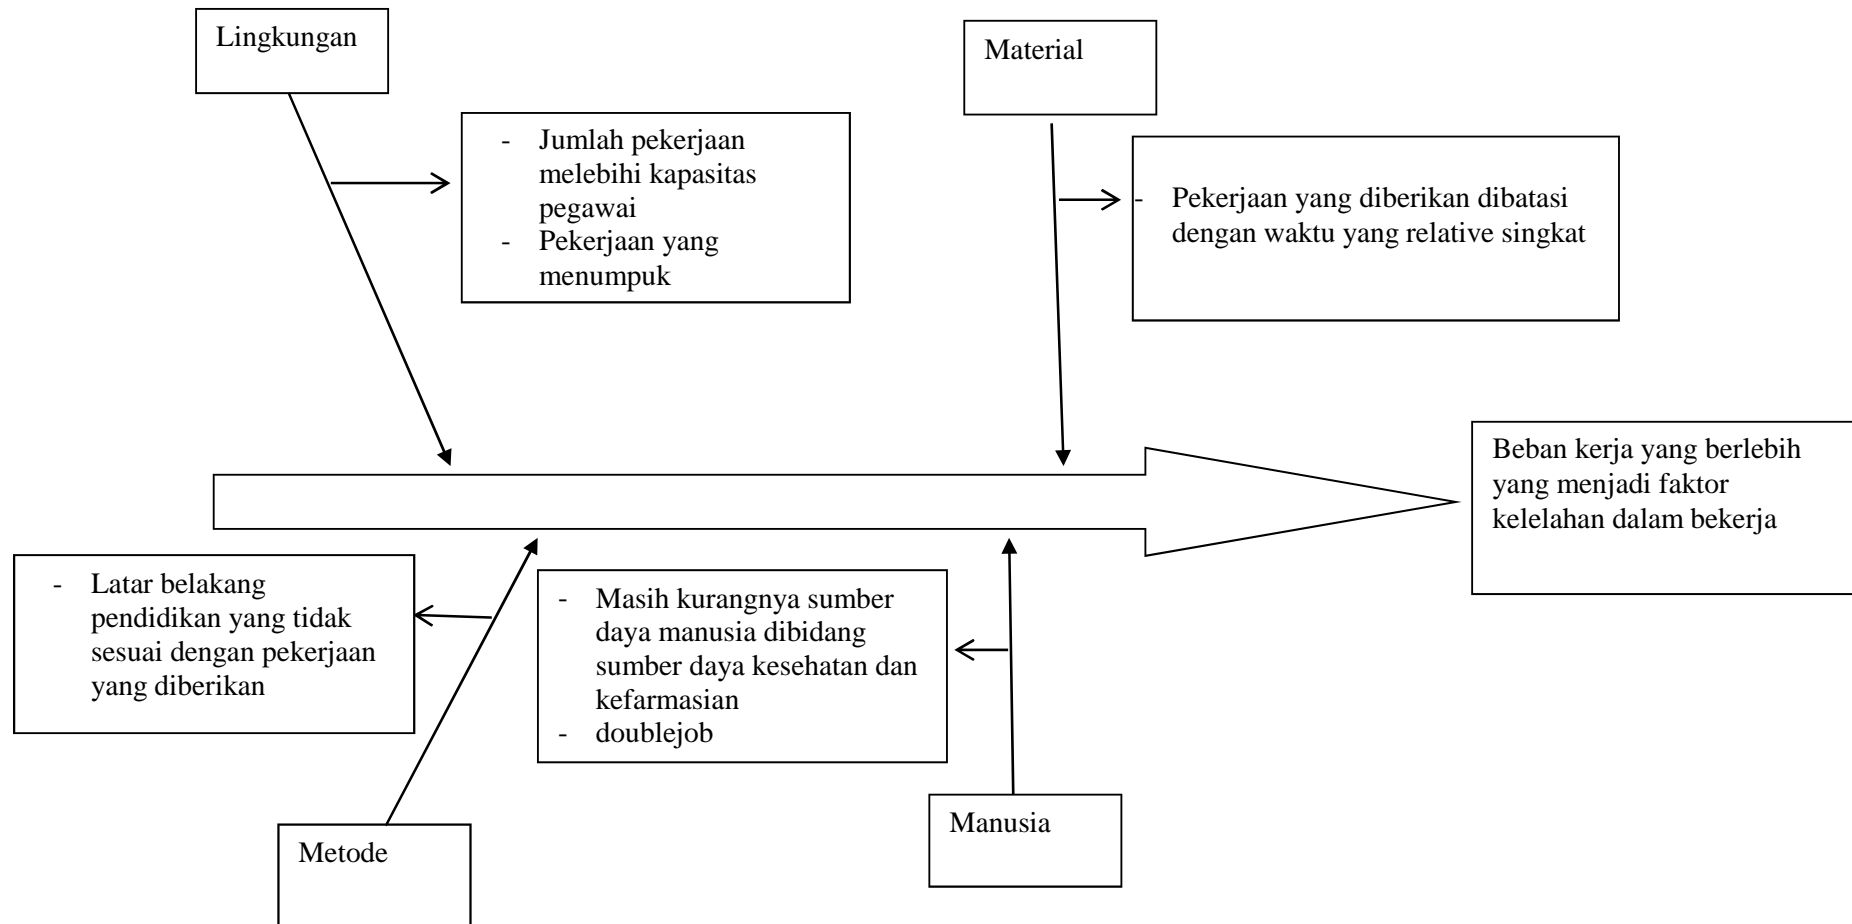 Lingkungan
Material
- Jumlah pekerjaan
melebihi kapasitas
pegawai
- Pekerjaan yang
menumpuk
- Pekerjaan yang diberikan dibatasi
dengan waktu yang relative singkat
Beban kerja yang berlebih
yang menjadi faktor
kelelahan dalam bekerja
- Latar belakang
pendidikan yang tidak
sesuai dengan pekerjaan
yang diberikan
- Masih kurangnya sumber
daya manusia dibidang
sumber daya kesehatan dan
kefarmasian
- doublejob
Metode
Manusia